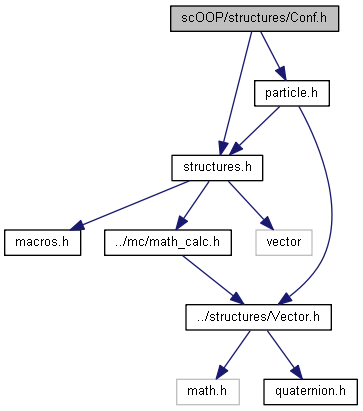 scOOP/structures/Conf.h
particle.h
structures.h
macros.h
../mc/math_calc.h
vector
../structures/Vector.h
math.h
quaternion.h